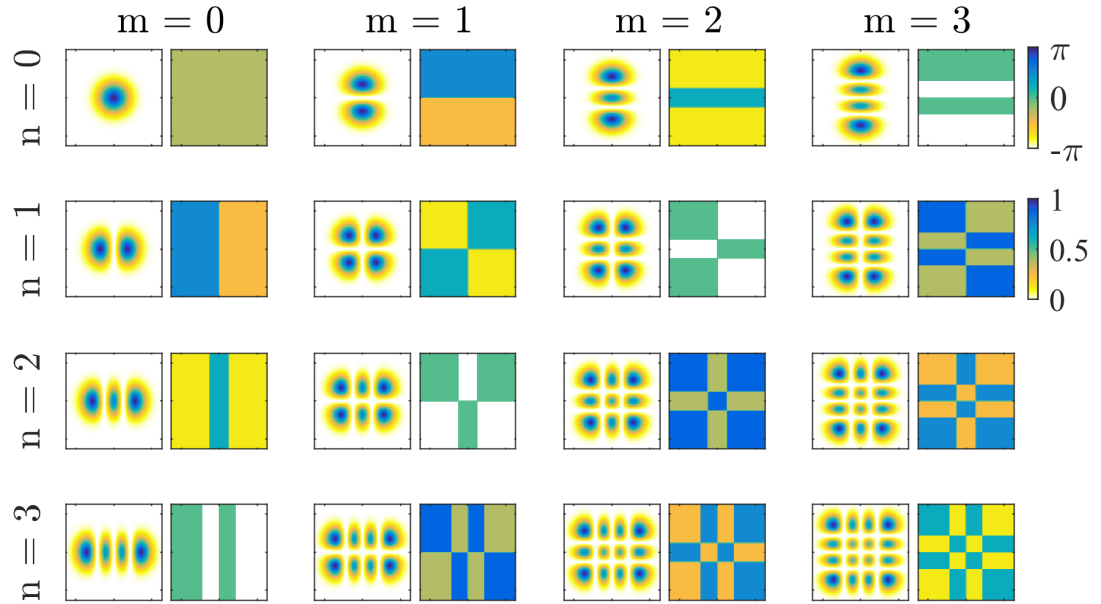 m = 0 m = 1 m = 2 m = 3
n = 0
π
0
-π
n = 1
1
0.5
0
n = 2
n = 3